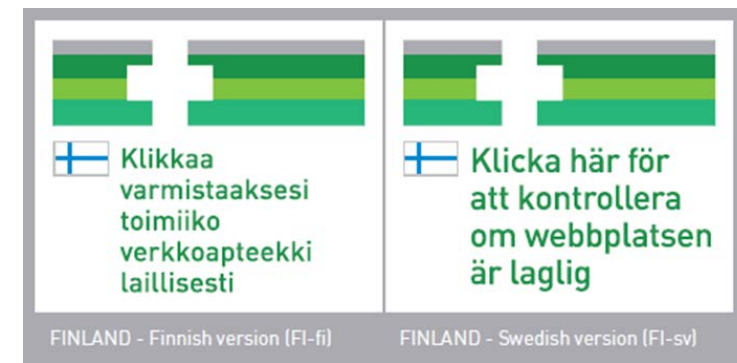 Klikkaa
varmistaaksesi
toimiiko
verkkoapteekki
laillisesti
Klicka här för
att kontrollera
om webbplatsen
är laglig
FINLAND - Finnish version (FI-fi)
FINLAND - Swedish version (FI-sv)